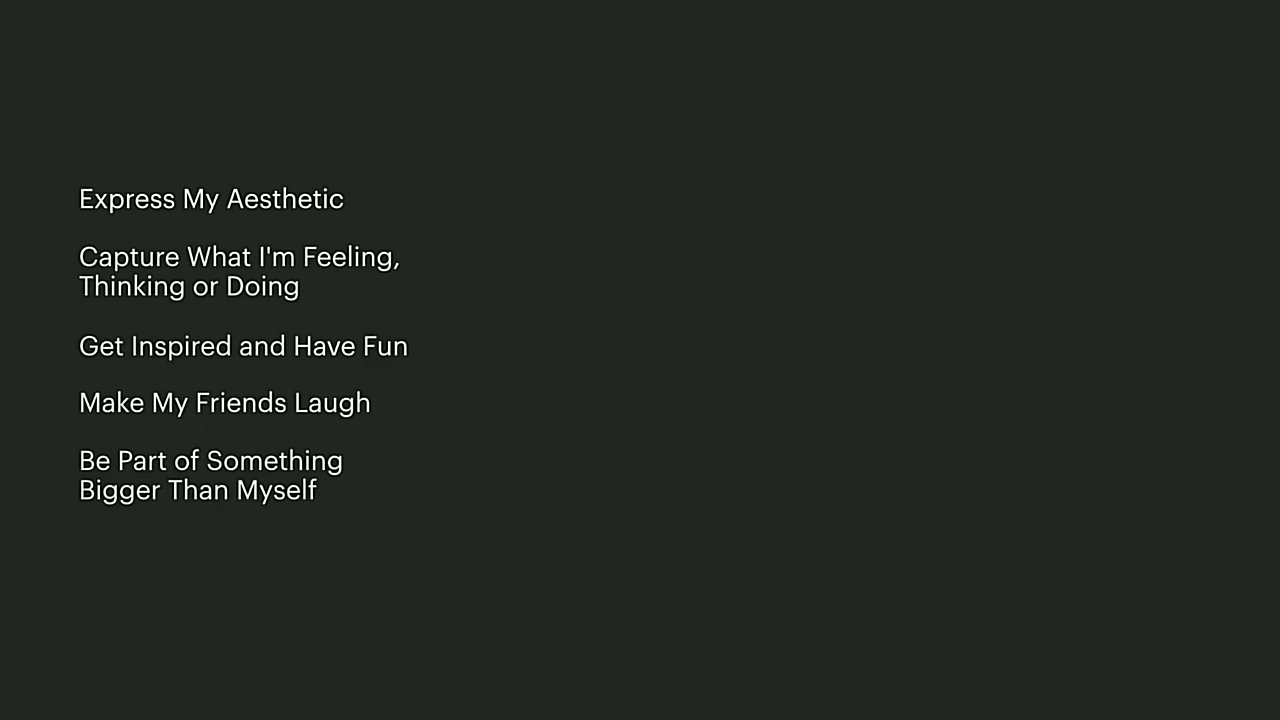 Express My Aesthetic
Capture What I'm Feeling,
Thinking or Doing
Get Inspired and Have Fun
Make My Friends Laugh
Be Part of Something
Bigger Than Myself